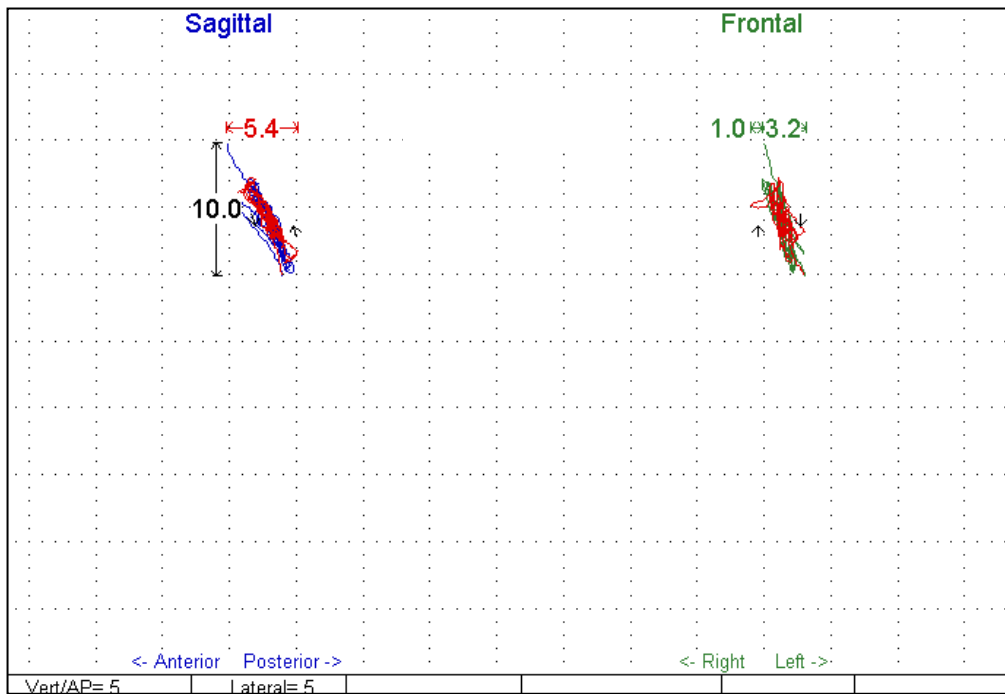 Sagittal Frontal
5.4 1.0 3.2
10.0
<- Anterior Posterior -> <- Right Left ->
Vert/AP= 5 Lateral= 5